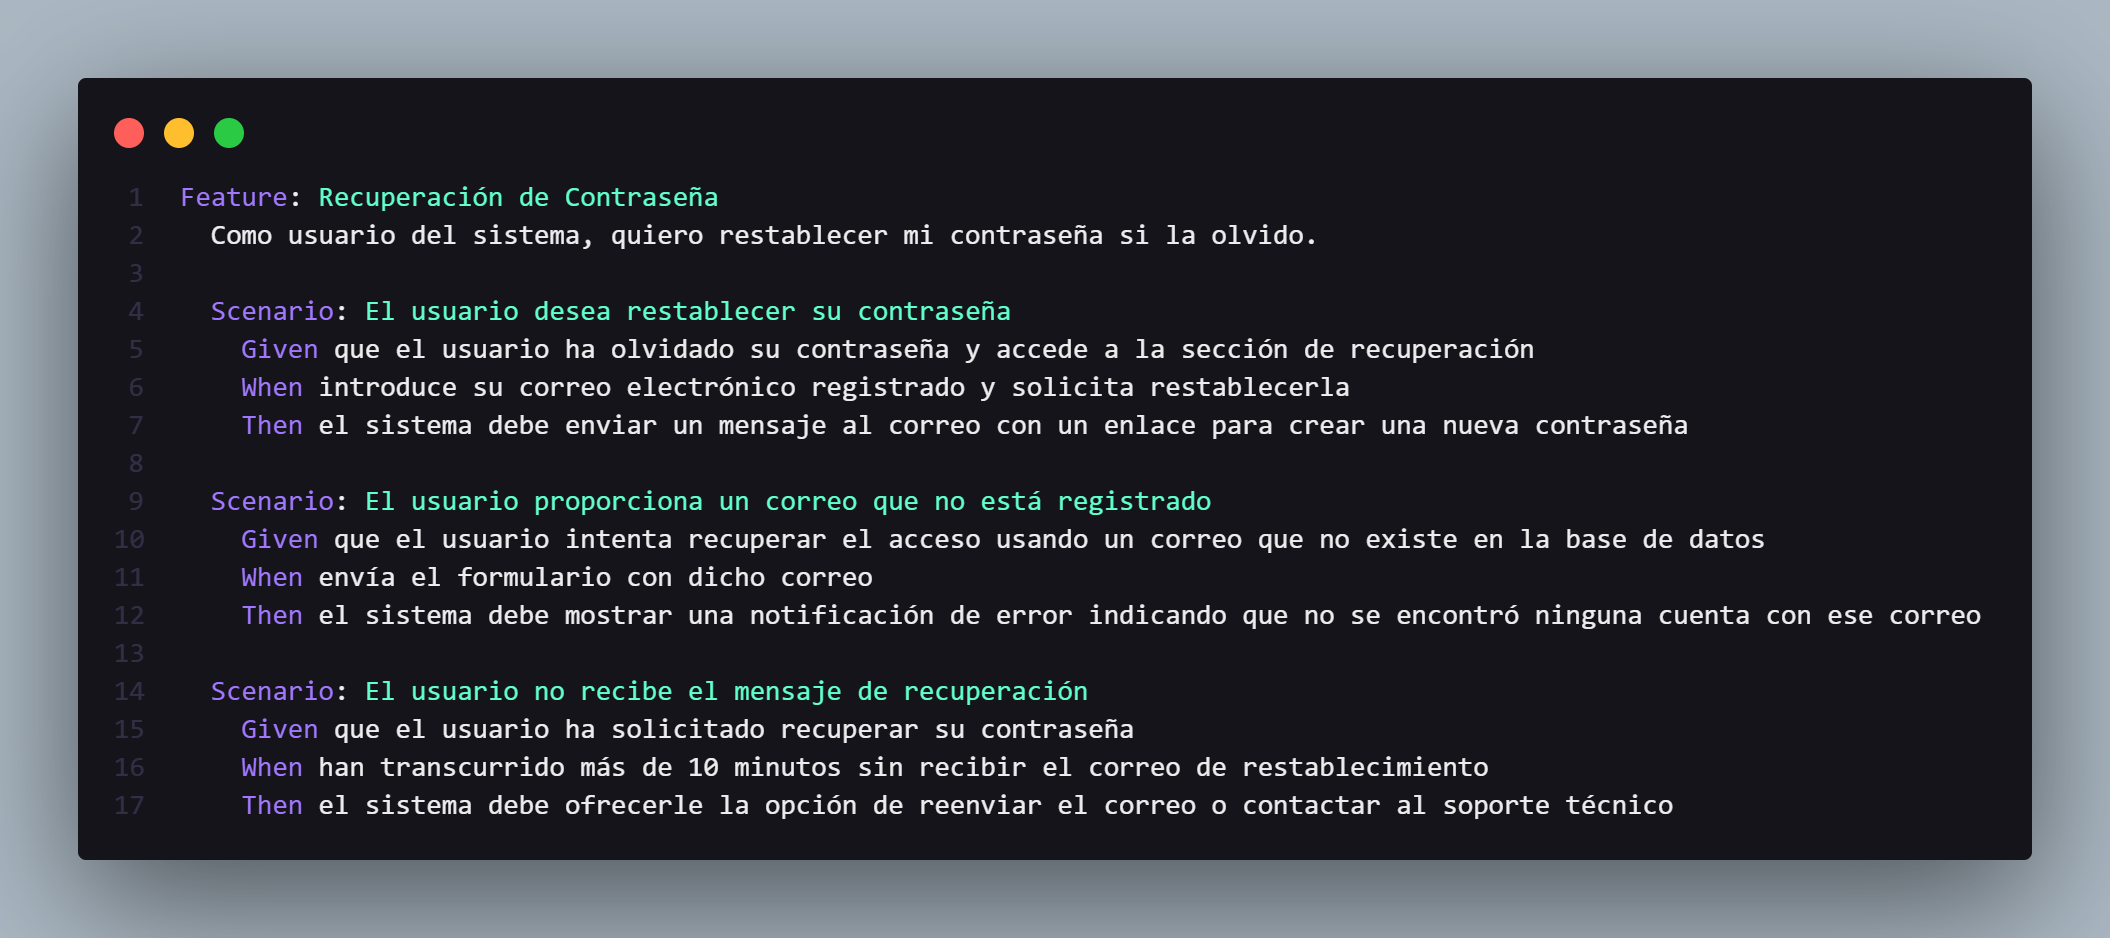 1 Feature: Recuperación de Contraseña
2 Como usuario del sistema, quiero restablecer mi contraseña si la olvido.
3
4 Scenario: El usuario desea restablecer su contraseña
5 Given que el usuario ha olvidado su contraseña y accede a la sección de recuperación
6 When introduce su correo electrónico registrado y solicita restablecerla
7 Then el sistema debe enviar un mensaje al correo con un enlace para crear una nueva contraseña
8
9 Scenario: El usuario proporciona un correo que no está registrado
10 Given que el usuario intenta recuperar el acceso usando un correo que no existe en la base de datos
11 When envía el formulario con dicho correo
12 Then el sistema debe mostrar una notificación de error indicando que no se encontró ninguna cuenta con ese correo
13
14 Scenario: El usuario no recibe el mensaje de recuperación
15 Given que el usuario ha solicitado recuperar su contraseña
16 When han transcurrido más de 10 minutos sin recibir el correo de restablecimiento
17 Then el sistema debe ofrecerle la opción de reenviar el correo o contactar al soporte técnico